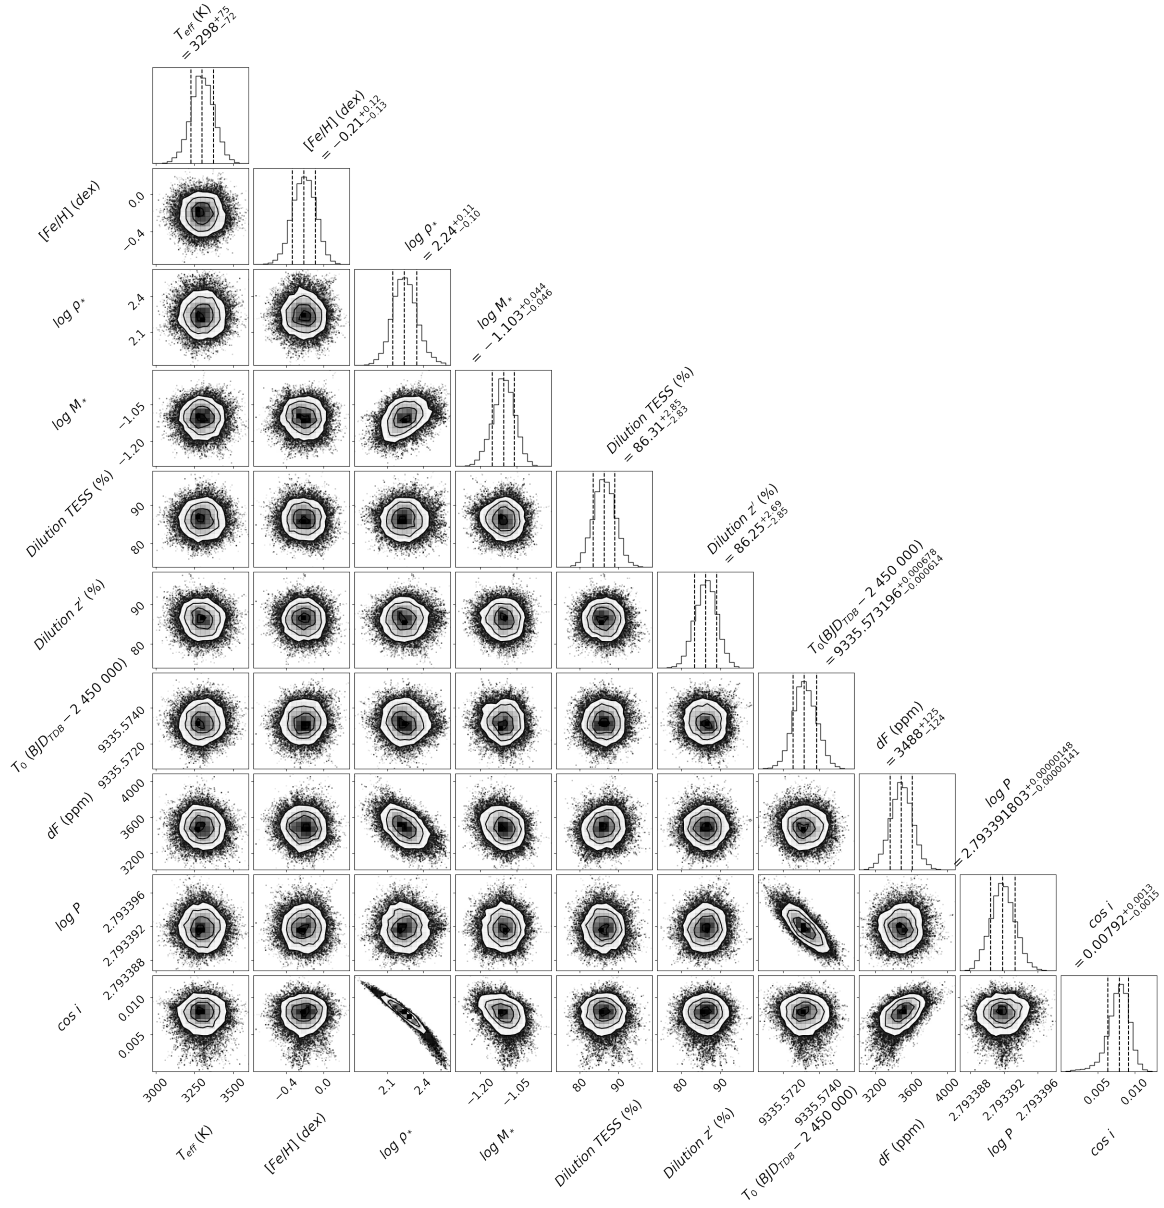 T_eff (K)
= 3298^{+75}_{−72}
[Fe/H] (dex)
= −0.21^{+0.12}_{−0.13}
log ρ*
= 2.24^{+0.11}_{−0.10}
log M*
= −1.103^{+0.044}_{−0.046}
Dilution TESS (%)
= 86.31^{+2.85}_{−2.83}
Dilution z' (%)
= 86.25^{+2.69}_{−2.85}
T_0(BJD_TDB − 2 450 000)
= 9335.573196^{+0.000678}_{−0.000614}
dF (ppm)
= 3488^{+125}_{−124}
log P
= 2.793391803^{+0.00000148}_{−0.00000141}
cos i
= 0.00792^{+0.0013}_{−0.0015}
[Fe/H] (dex)
0.0
−0.4
log ρ*
2.4
2.1
log M*
−1.05
−1.20
Dilution TESS (%)
90
80
Dilution z' (%)
90
80
T_0 (BJD_TDB − 2 450 000)
9335.5740
9335.5720
dF (ppm)
4000
3600
3200
log P
2.793396
2.793392
2.793388
cos i
0.010
0.005
3000 3250 3500
−0.4 0.0
2.1 2.4
−1.20 −1.05
80 90
80 90
9335.5720 9335.5740
3200 3600 4000
2.793388 2.793392 2.793396
0.005 0.010
T_eff (K)
[Fe/H] (dex)
log ρ*
log M*
Dilution TESS (%)
Dilution z' (%)
T_0 (BJD_TDB − 2 450 000)
dF (ppm)
log P
cos i